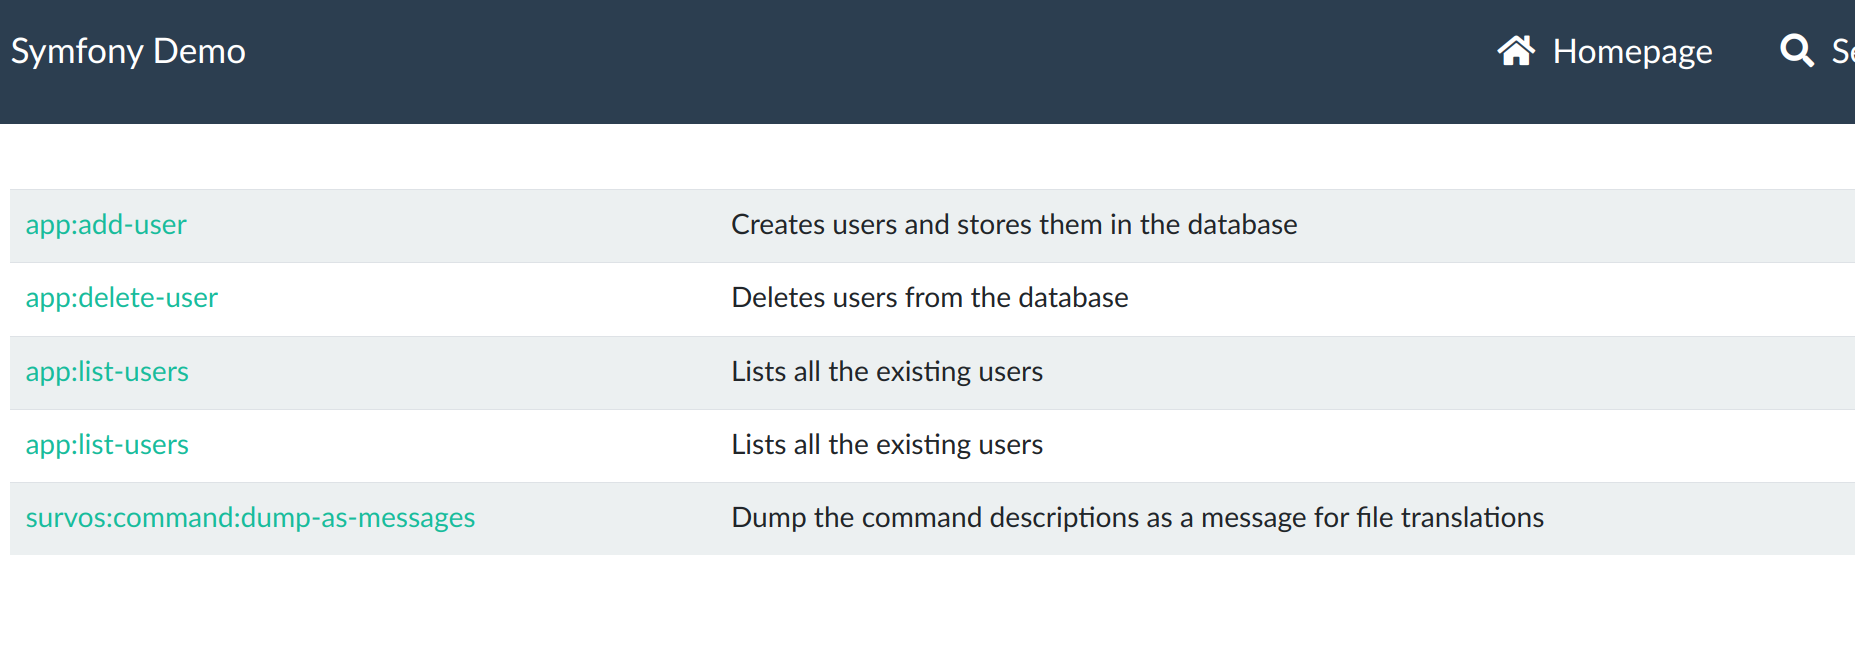 Symfony Demo Homepage
app:add-user Creates users and stores them in the database
app:delete-user Deletes users from the database
app:list-users Lists all the existing users
app:list-users Lists all the existing users
survos:command:dump-as-messages Dump the command descriptions as a message for file translations